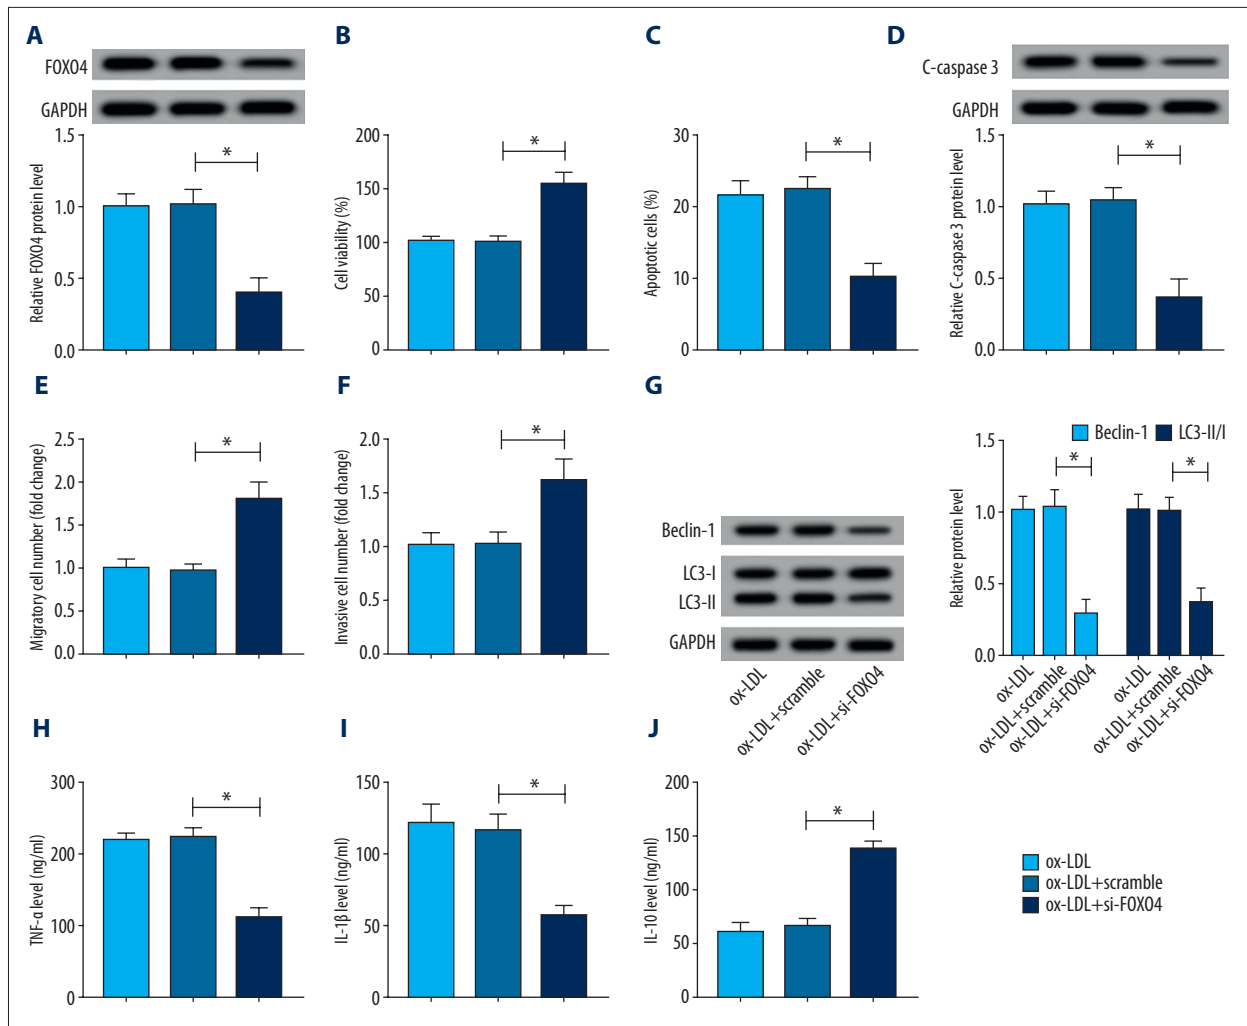 A
FOXO4
GAPDH
Relative FOXO4 protein level
1.5
1.0
0.5
0.0
*
B
Cell viability (%)
200
150
100
50
0
*
C
Apoptotic cells (%)
30
20
10
0
*
D
C-caspase 3
GAPDH
Relative C-caspase 3 protein level
1.5
1.0
0.5
0.0
*
E
Migratory cell number (fold change)
2.5
2.0
1.5
1.0
0.5
0.0
*
F
Invasive cell number (fold change)
2.0
1.5
1.0
0.5
0.0
*
G
Beclin-1
LC3-I
LC3-II
GAPDH
ox-LDL
ox-LDL+scramble
ox-LDL+si-FOXO4
Beclin-1
LC3-II/I
Relative protein level
1.5
1.0
0.5
0.0
*
*
ox-LDL
ox-LDL+scramble
ox-LDL+si-FOXO4
ox-LDL
ox-LDL+scramble
ox-LDL+si-FOXO4
H
TNF-α level (ng/ml)
300
200
100
0
*
I
IL-1β level (ng/ml)
150
100
50
0
*
J
IL-10 level (ng/ml)
200
150
100
50
0
*
ox-LDL
ox-LDL+scramble
ox-LDL+si-FOXO4